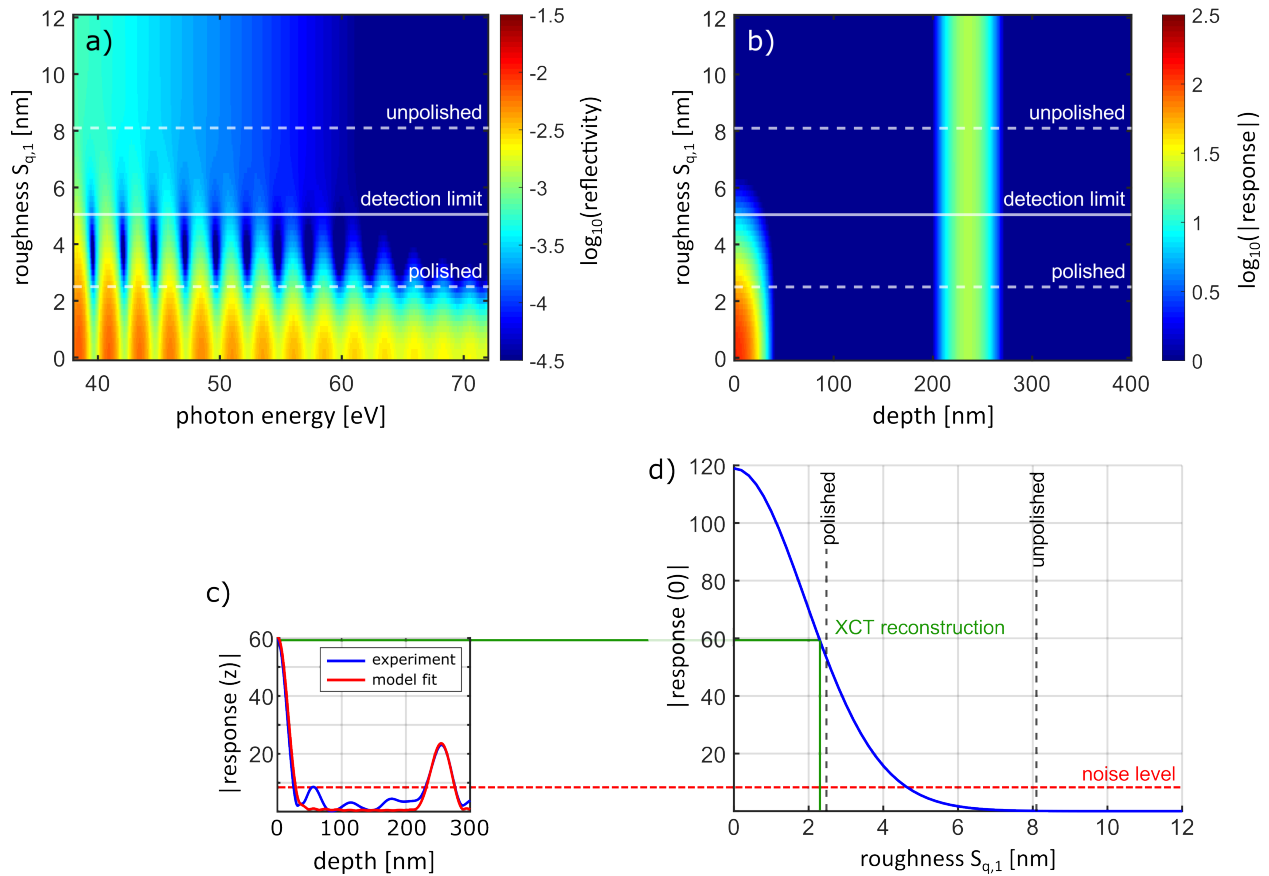 a)
roughness S_q,1 [nm]
12
10
8
6
4
2
0
unpolished
detection limit
polished
40
50
60
70
photon energy [eV]
-1.5
-2
-2.5
-3
-3.5
-4
-4.5
log10(reflectivity)
b)
roughness S_q,1 [nm]
12
10
8
6
4
2
0
unpolished
detection limit
polished
0
100
200
300
400
depth [nm]
2.5
2
1.5
1
0.5
0
log10(|response|)
c)
|response (z)|
60
40
20
experiment
model fit
0
100
200
300
depth [nm]
d)
|response (0)|
120
100
80
60
40
20
polished
unpolished
XCT reconstruction
noise level
0
2
4
6
8
10
12
roughness S_q,1 [nm]